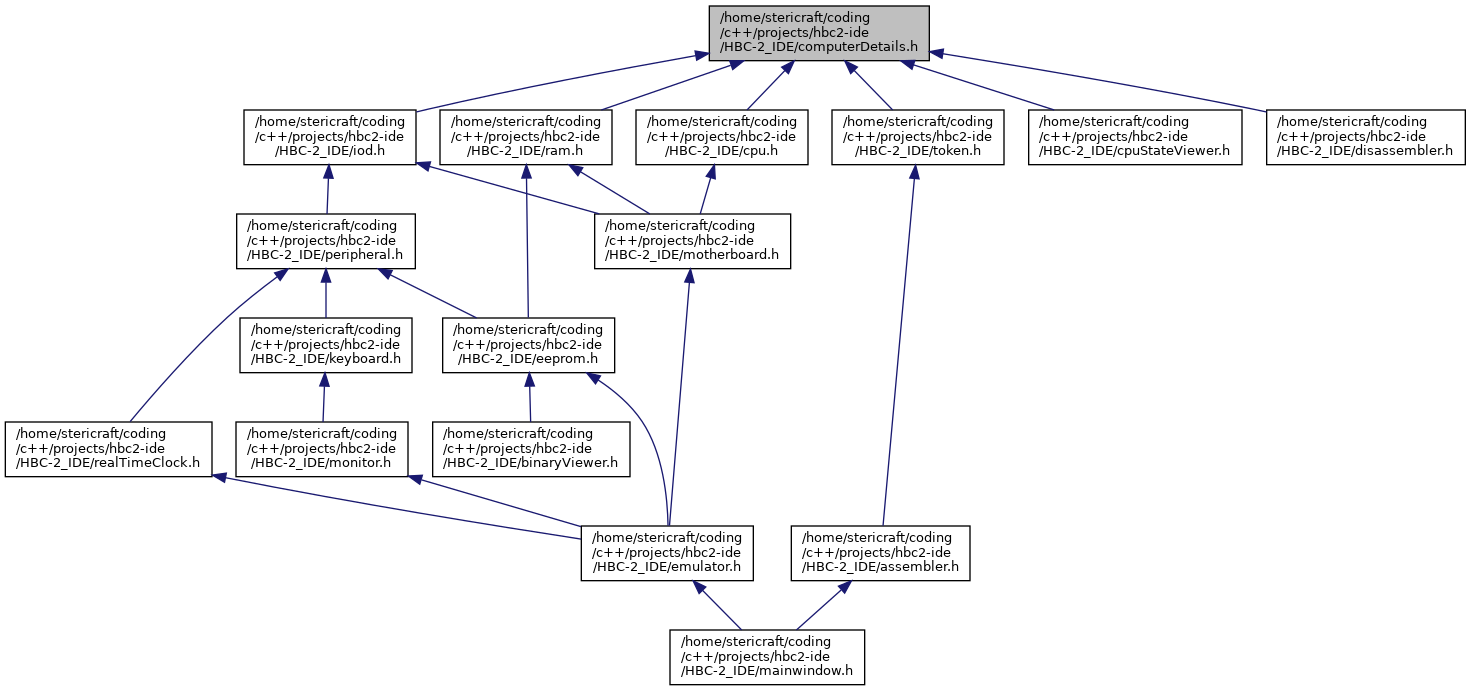 /home/stericraft/coding
/c++/projects/hbc2-ide
/HBC-2_IDE/computerDetails.h
/home/stericraft/coding
/c++/projects/hbc2-ide
/HBC-2_IDE/iod.h
/home/stericraft/coding
/c++/projects/hbc2-ide
/HBC-2_IDE/ram.h
/home/stericraft/coding
/c++/projects/hbc2-ide
/HBC-2_IDE/cpu.h
/home/stericraft/coding
/c++/projects/hbc2-ide
/HBC-2_IDE/token.h
/home/stericraft/coding
/c++/projects/hbc2-ide
/HBC-2_IDE/cpuStateViewer.h
/home/stericraft/coding
/c++/projects/hbc2-ide
/HBC-2_IDE/disassembler.h
/home/stericraft/coding
/c++/projects/hbc2-ide
/HBC-2_IDE/peripheral.h
/home/stericraft/coding
/c++/projects/hbc2-ide
/HBC-2_IDE/motherboard.h
/home/stericraft/coding
/c++/projects/hbc2-ide
/HBC-2_IDE/keyboard.h
/home/stericraft/coding
/c++/projects/hbc2-ide
/HBC-2_IDE/eeprom.h
/home/stericraft/coding
/c++/projects/hbc2-ide
/HBC-2_IDE/realTimeClock.h
/home/stericraft/coding
/c++/projects/hbc2-ide
/HBC-2_IDE/monitor.h
/home/stericraft/coding
/c++/projects/hbc2-ide
/HBC-2_IDE/binaryViewer.h
/home/stericraft/coding
/c++/projects/hbc2-ide
/HBC-2_IDE/emulator.h
/home/stericraft/coding
/c++/projects/hbc2-ide
/HBC-2_IDE/assembler.h
/home/stericraft/coding
/c++/projects/hbc2-ide
/HBC-2_IDE/mainwindow.h